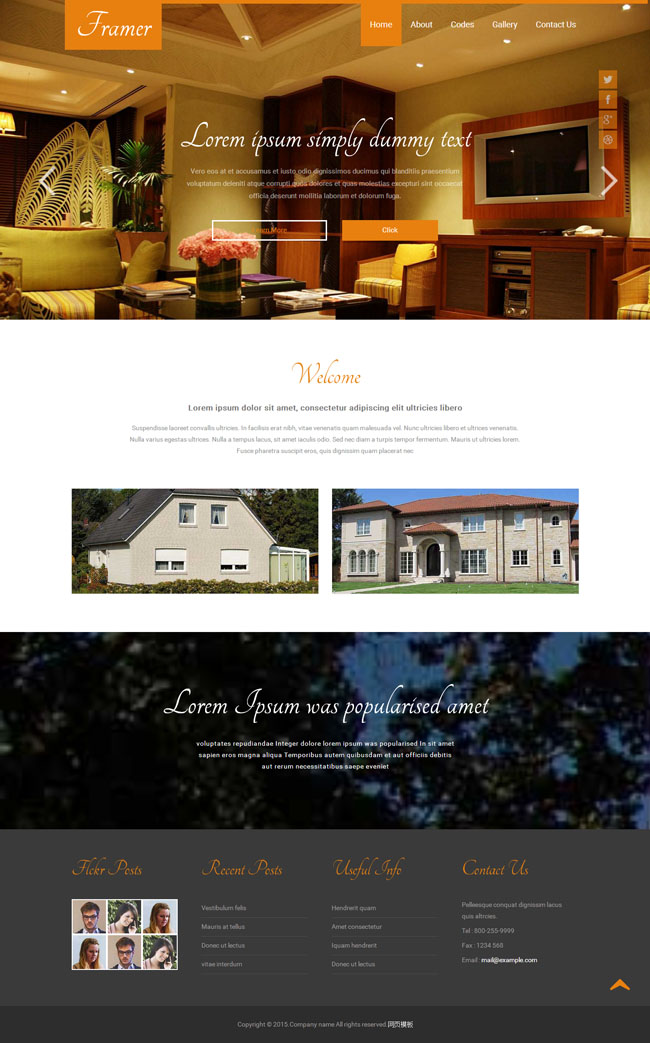 Framer
Home
About
Codes
Gallery
Contact Us
Lorem ipsum simply dummy text
Vero eos at et accusamus et iusto odio dignissimos ducimus qui blanditiis praesentium
voluptatum deleniti atque corrupti quos dolores et quas molestias excepturi sint occaecat
officia deserunt mollitia laborum et dolorum fuga.
Learn More
Click
Welcome
Lorem ipsum dolor sit amet, consectetur adipiscing elit ultricies libero
Suspendisse laoreet convallis ultricies. In facilisis erat nibh, vitae venenatis quam malesuada vel. Nunc ultricies libero et ultrices venenatis.
Nulla varius egestas ultrices. Nulla a tempus lacus, sit amet iaculis odio. Sed nec diam a turpis tempor fermentum. Mauris ut ultricies lorem.
Fusce pharetra suscipit eros, quis dignissim quam placerat nec
Lorem Ipsum was popularised amet
voluptates repudiandae Integer dolore lorem ipsum was popularised In sit amet
sapien eros magna aliqua Temporibus autem quibusdam et aut officiis debitis
aut rerum necessitatibus saepe eveniet
Flckr Posts
Recent Posts
Vestibulum felis
Mauris at tellus
Donec ut lectus
vitae interdum
Useful Info
Hendrerit quam
Amet consectetur
Iquam hendrerit
Donec ut lectus
Contact Us
Pelleesque conquat dignissim lacus
quis altrcies.
Tel : 800-255-9999
Fax : 1234 568
Email : mail@example.com
Copyright © 2015.Company name All rights reserved.网页模板